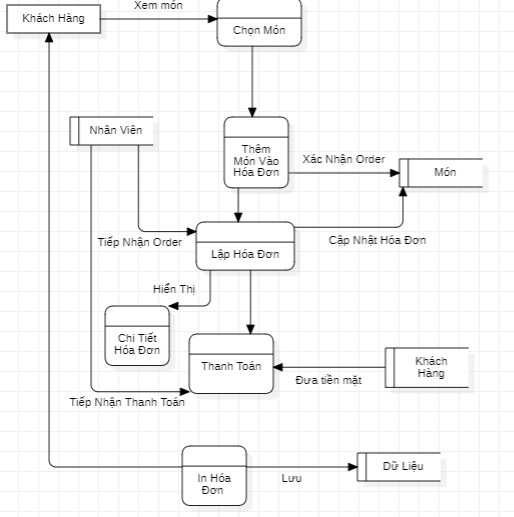 Xem món
Khách Hàng
Chọn Món
Nhân Viên
Thêm
Món Vào
Hóa Đơn
Xác Nhận Order
Món
Tiếp Nhận Order
Lập Hóa Đơn
Cập Nhật Hóa Đơn
Hiển Thị
Chi Tiết
Hóa Đơn
Thanh Toán
Khách
Hàng
Đưa tiền mặt
Tiếp Nhận Thanh Toán
In Hóa
Đơn
Lưu
Dữ Liệu